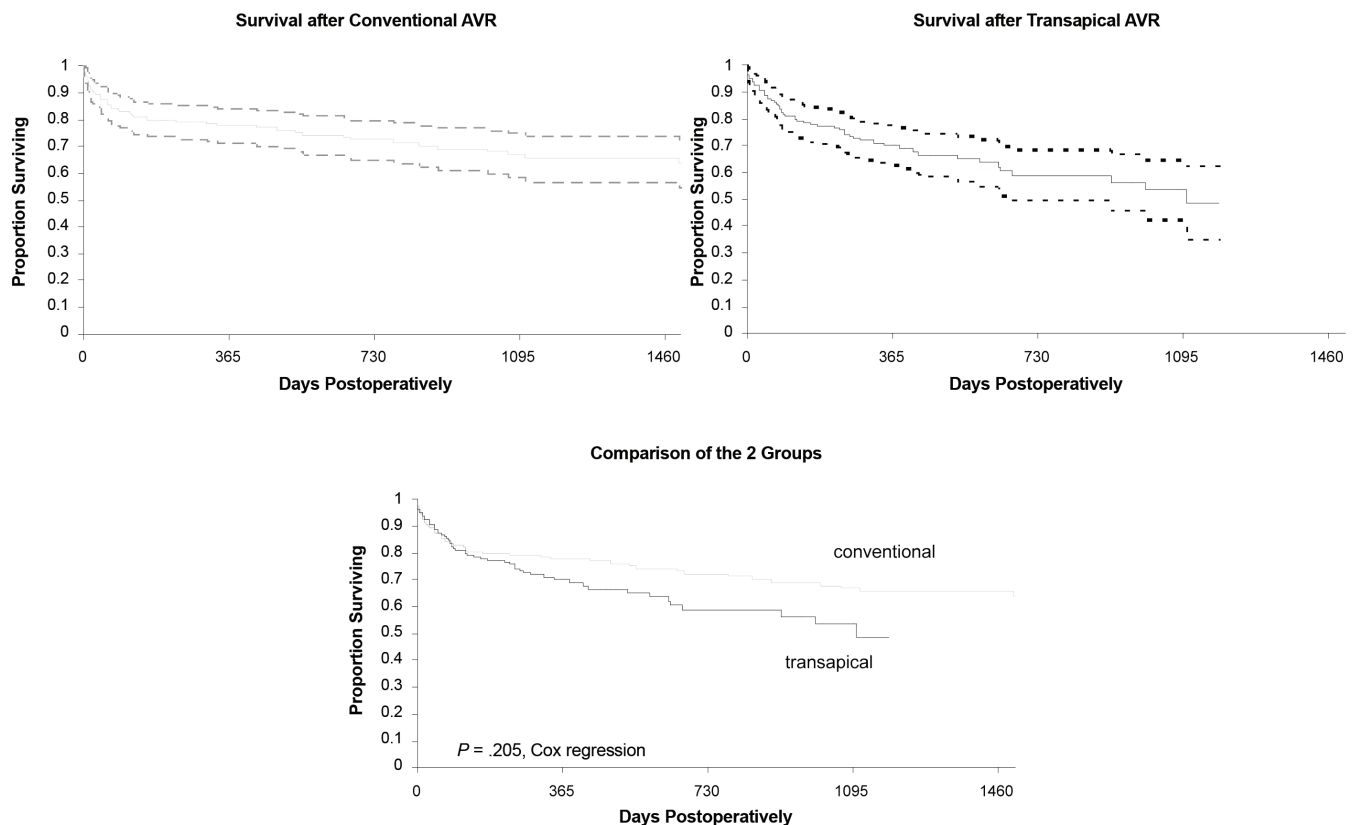 Survival after Conventional AVR
1
0.9
0.8
0.7
0.6
0.5
0.4
0.3
0.2
0.1
0
Proportion Surviving
0 365 730 1095 1460
Days Postoperatively
Survival after Transapical AVR
1
0.9
0.8
0.7
0.6
0.5
0.4
0.3
0.2
0.1
0
Proportion Surviving
0 365 730 1095 1460
Days Postoperatively
Comparison of the 2 Groups
1
0.9
0.8
0.7
0.6
0.5
0.4
0.3
0.2
0.1
0
Proportion Surviving
conventional
transapical
P = .205, Cox regression
0 365 730 1095 1460
Days Postoperatively